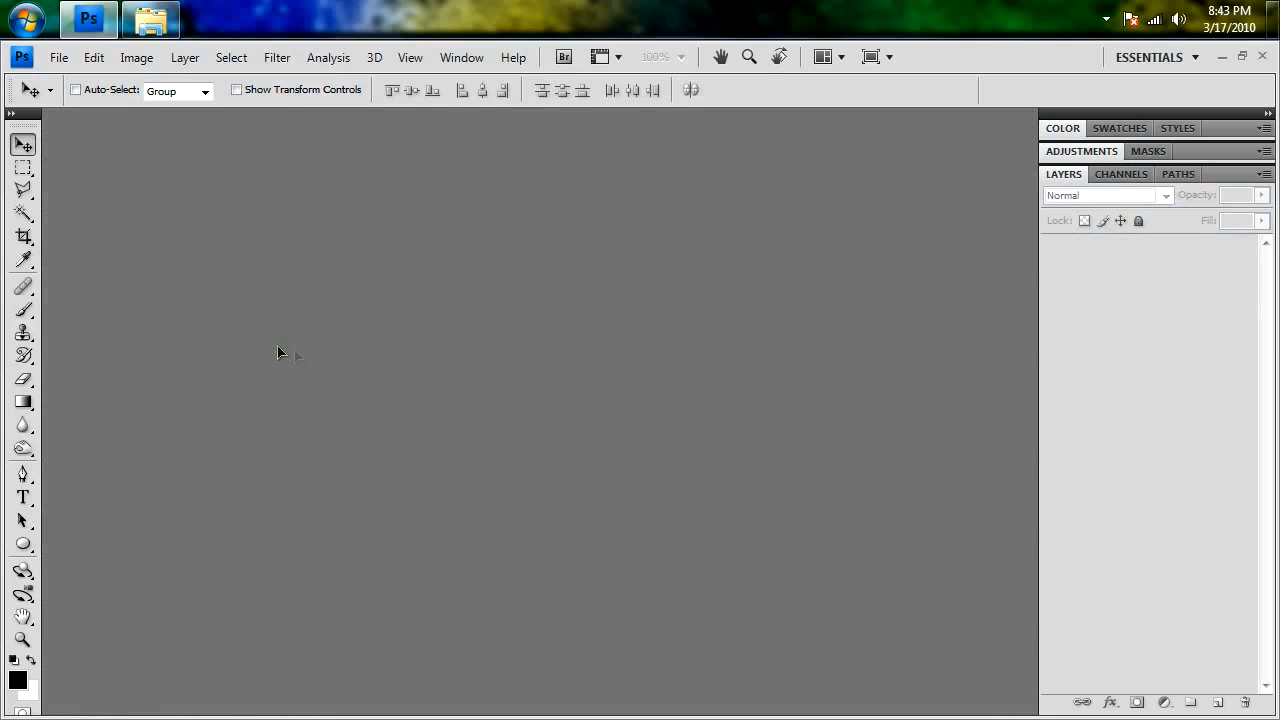 Ps
8:43 PM
3/17/2010
Ps File Edit Image Layer Select Filter Analysis 3D View Window Help Br 100% ESSENTIALS
Auto-Select: Group Show Transform Controls
COLOR SWATCHES STYLES
ADJUSTMENTS MASKS
LAYERS CHANNELS PATHS
Normal Opacity:
Lock: Fill:
T
fx